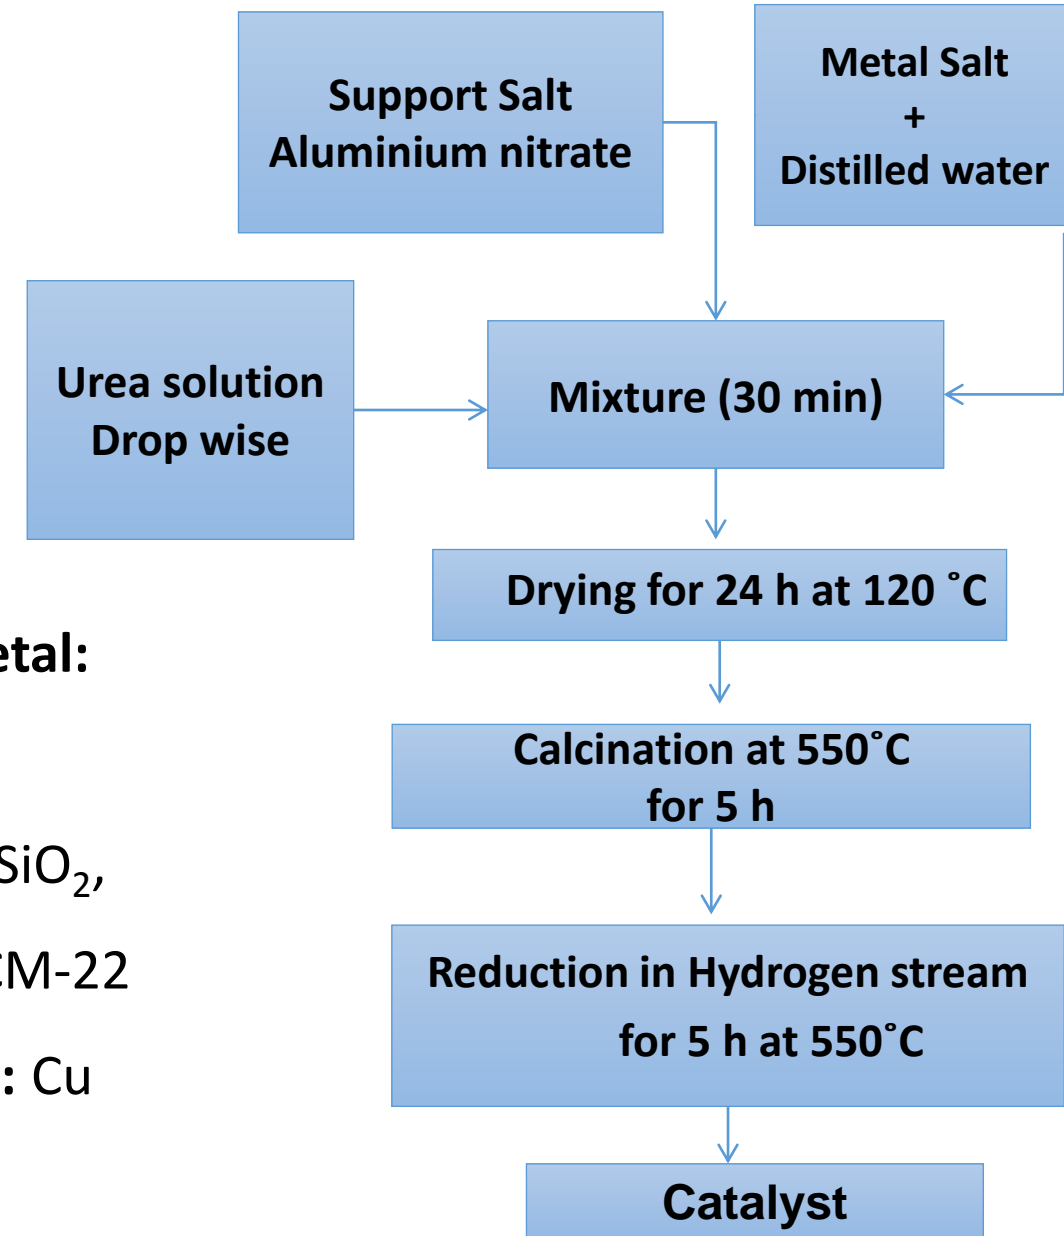 Support Salt
Aluminium nitrate
Metal Salt
+
Distilled water
Urea solution
Drop wise
Mixture (30 min)
Drying for 24 h at 120 ˚C
etal:
Calcination at 550˚C
for 5 h
SiO₂,
CM-22
Reduction in Hydrogen stream
for 5 h at 550˚C
: Cu
Catalyst